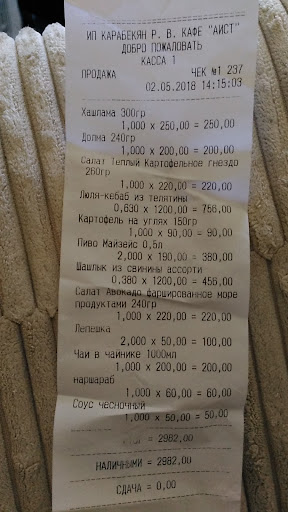 ИП КАРАБЕКЯН Р. В. КАФЕ "АИСТ"
ДОБРО ПОЖАЛОВАТЬ
КАССА 1
ПРОДАЖА ЧЕК №1 237
02.05.2018 14:15:03
Хашлама 300гр
1,000 x 250,00 = 250,00
Долма 240гр
1,000 x 200,00 = 200,00
Салат Теплый Картофельное гнездо
260гр
1,000 x 220,00 = 220,00
Люля-кебаб из телятины
0,630 x 1200,00 = 756,00
Картофель на углях 150гр
1,000 x 90,00 = 90,00
Пиво Майзейс 0,5л
2,000 x 190,00 = 380,00
Шашлык из свинины ассорти
0,380 x 1200,00 = 456,00
Салат Авокадо фаршированное море
продуктами 240гр
1,000 x 220,00 = 220,00
Лепешка
2,000 x 50,00 = 100,00
Чай в чайнике 1000мл
1,000 x 200,00 = 200,00
наршараб
1,000 x 60,00 = 60,00
Соус чесночный
1,000 x 50,00 = 50,00
= 2982,00
НАЛИЧНЫМИ = 2982,00
СДАЧА = 0,00